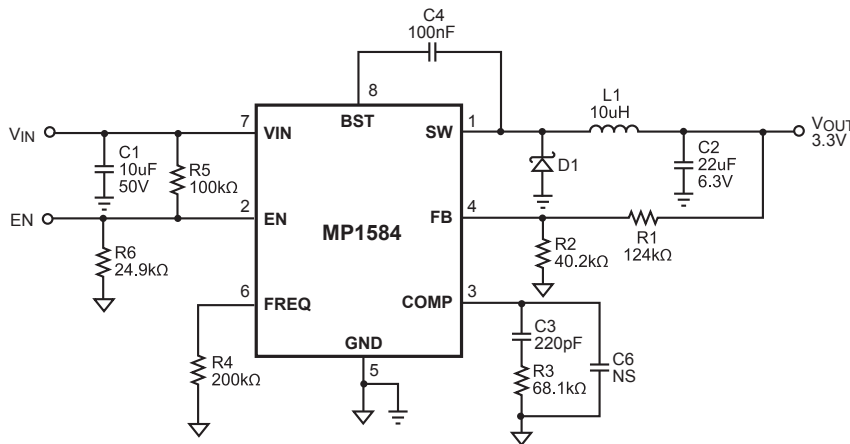 C4
100nF
8
BST
L1
10uH
VIN
7
VIN
1
SW
VOUT
3.3V
C1
10uF
50V
R5
100kΩ
D1
C2
22uF
6.3V
EN
2
EN
4
FB
MP1584
R1
124kΩ
R2
40.2kΩ
R6
24.9kΩ
6
FREQ
3
COMP
GND
5
R4
200kΩ
C3
220pF
R3
68.1kΩ
C6
NS